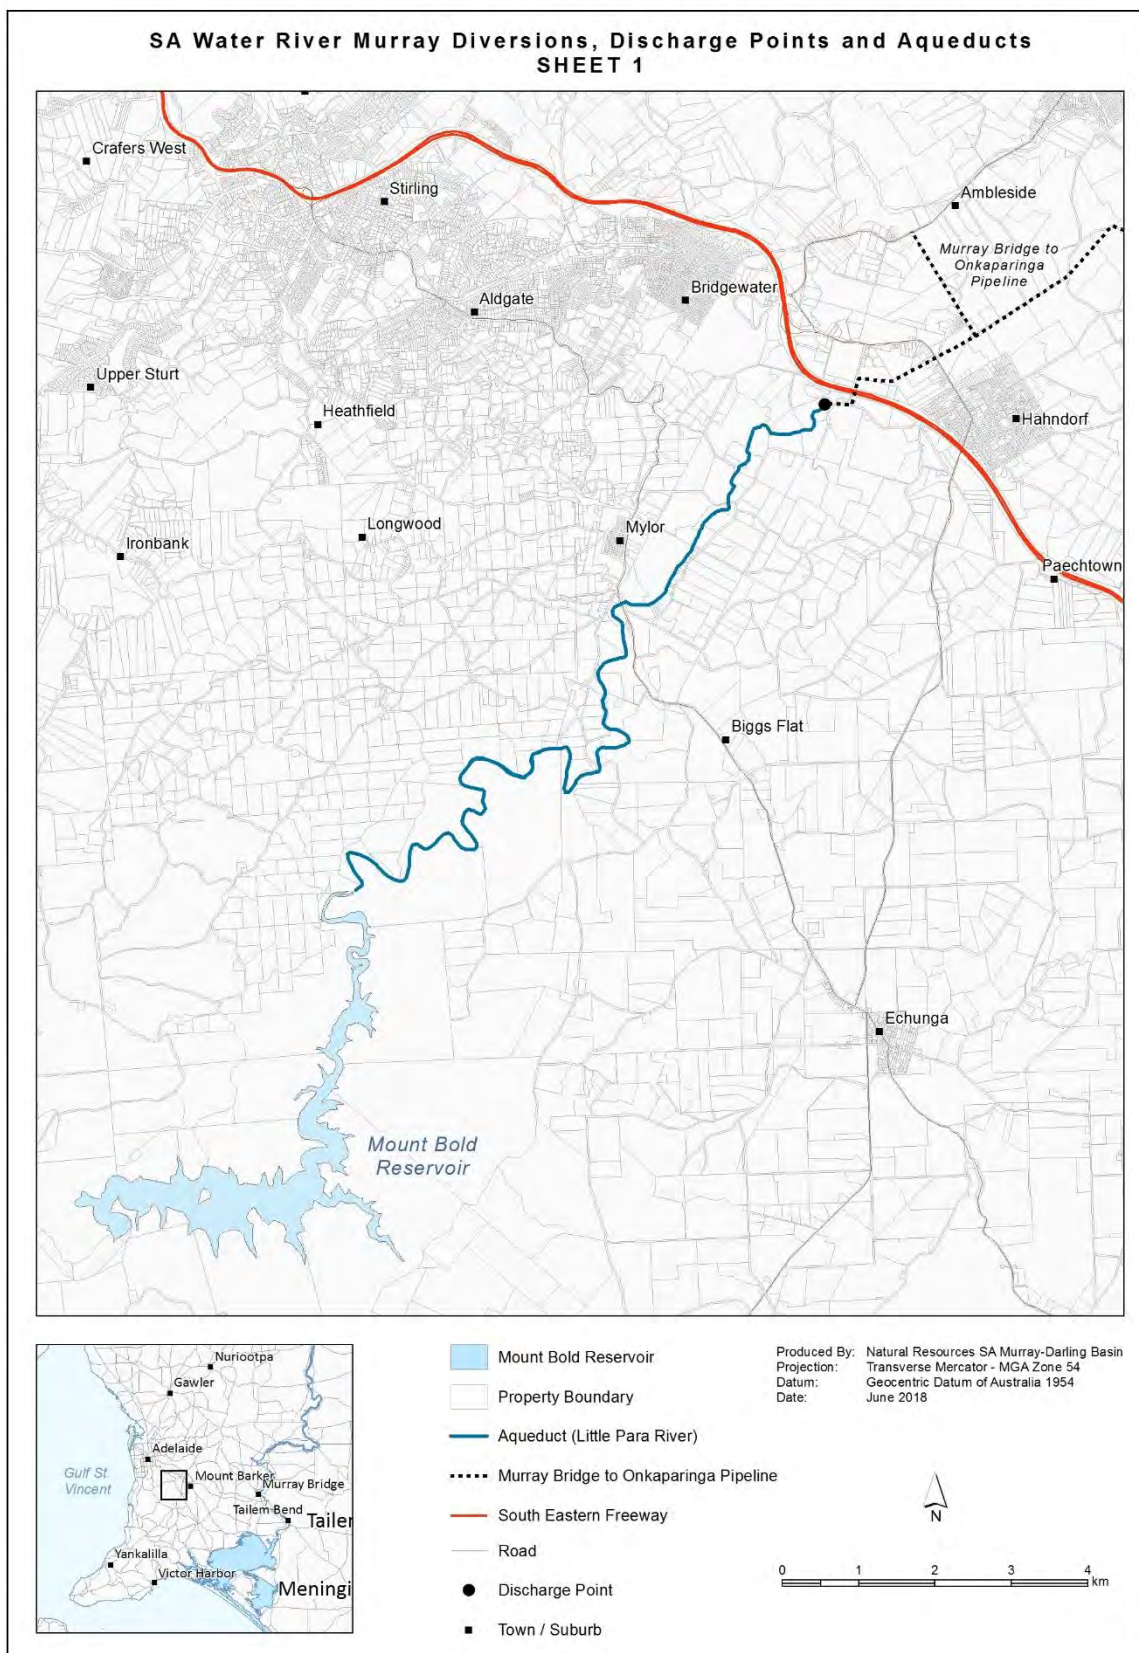 SA Water River Murray Diversions, Discharge Points and Aqueducts
SHEET 1
Crafers West
Stirling
Ambleside
Murray Bridge to
Onkaparinga
Pipeline
Bridgewater
Aldgate
Upper Sturt
Heathfield
Hahndorf
Longwood
Mylor
Ironbank
Paechtown
Biggs Flat
Echunga
Mount Bold
Reservoir
Nuriootpa
Gawler
Adelaide
Gulf St.
Vincent
Mount Barker
Murray Bridge
Tailem Bend
Tailer
Yankalilla
Victor Harbor
Meningi
Mount Bold Reservoir
Property Boundary
Aqueduct (Little Para River)
Murray Bridge to Onkaparinga Pipeline
South Eastern Freeway
Road
Discharge Point
Town / Suburb
Produced By: Natural Resources SA Murray-Darling Basin
Projection: Transverse Mercator - MGA Zone 54
Datum: Geocentric Datum of Australia 1954
Date: June 2018
N
0 1 2 3 4
km